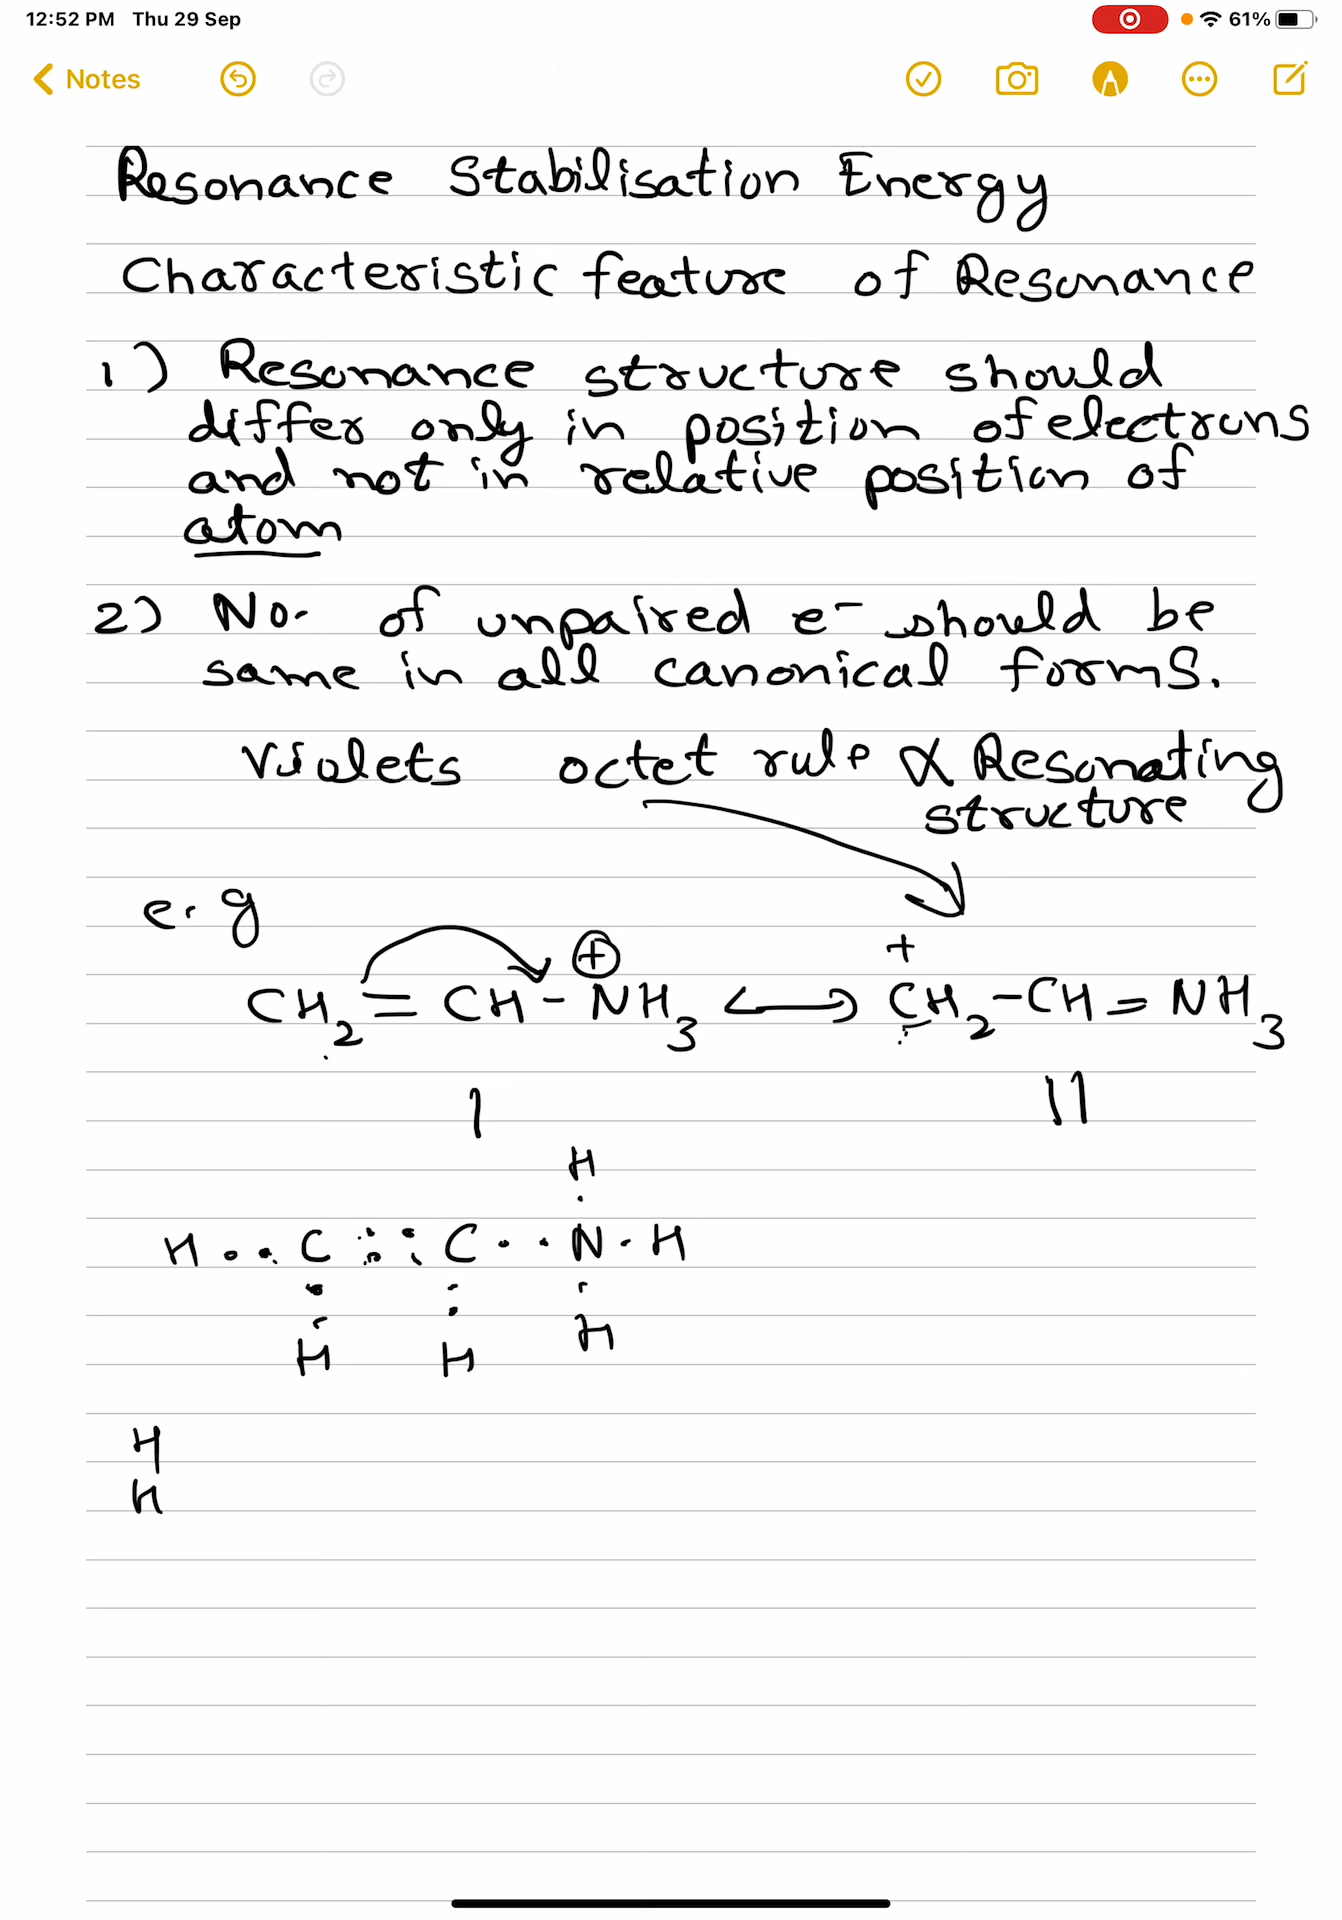 12:52 PM Thu 29 Sep 61%
Notes
Resonance Stabilisation Energy
Characteristic feature of Resonance
1) Resonance structure should
differ only in position of electrons
and not in relative position of
atom
2) No. of unpaired e⁻ should be
same in all canonical forms.
Violets octet rule X Resonating
structure
e.g
CH₂ = CH - N⊕H₃ ⟷ C⁺H₂ - CH = NH₃
I II
H
H .. C :: :: C .. N . H
H H H
H
H